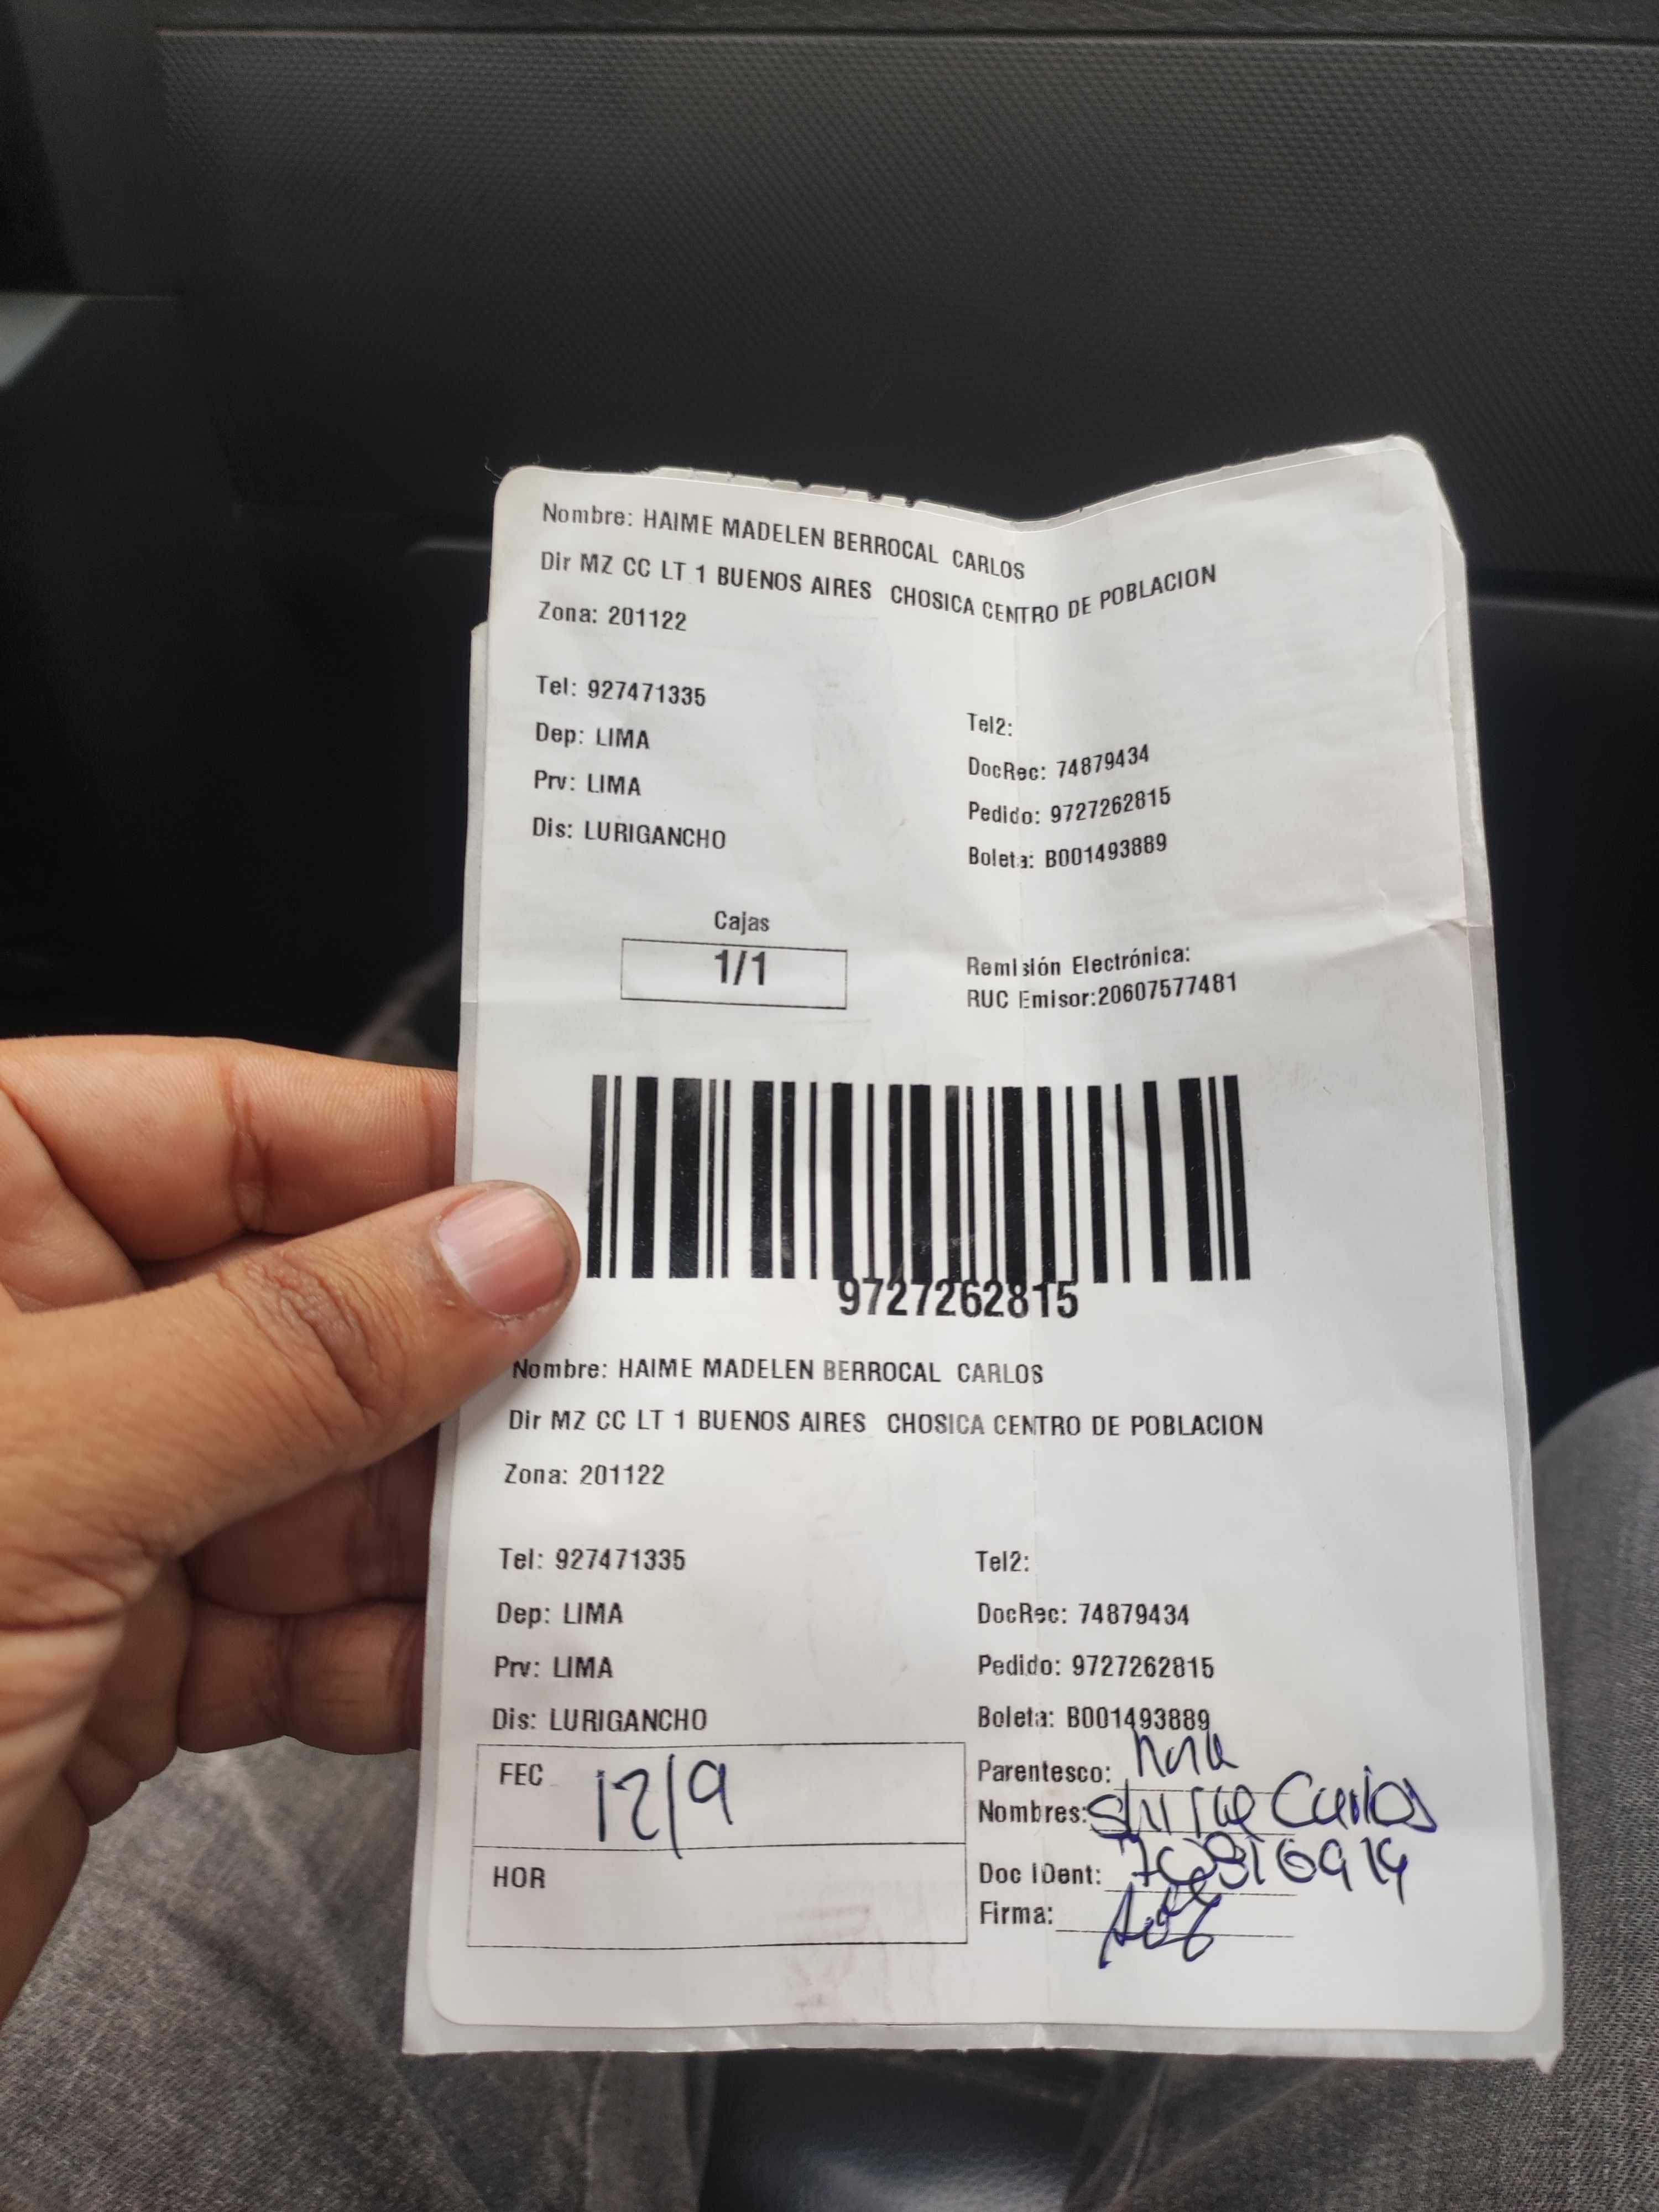 Nombre: HAIME MADELEN BERROCAL CARLOS
Dir MZ CC LT 1 BUENOS AIRES CHOSICA CENTRO DE POBLACION
Zona: 201122
Tel: 927471335
Tel2:
Dep: LIMA
DocRec: 74879434
Prv: LIMA
Pedido: 9727262815
Dis: LURIGANCHO
Boleta: B001493889
Cajas
1/1
Remisión Electrónica:
RUC Emisor:20607577481
9727262815
Nombre: HAIME MADELEN BERROCAL CARLOS
Dir MZ CC LT 1 BUENOS AIRES CHOSICA CENTRO DE POBLACION
Zona: 201122
Tel: 927471335
Tel2:
Dep: LIMA
DocRec: 74879434
Prv: LIMA
Pedido: 9727262815
Dis: LURIGANCHO
Boleta: B001493889
FEC 12/9
Parentesco:
Nombres: Carlos
HOR
Doc IDent:
Firma: